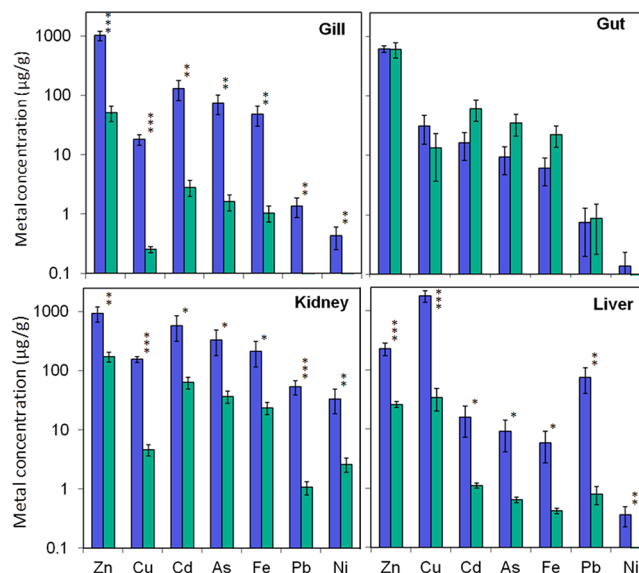 Gill
Gut
Metal concentration (µg/g)
1000
100
10
1
0.1
*** *** ** ** ** ** **
Kidney
Liver
Metal concentration (µg/g)
1000
100
10
1
0.1
** *** * * * *** **
*** *** * * * ** **
Zn Cu Cd As Fe Pb Ni
Zn Cu Cd As Fe Pb Ni